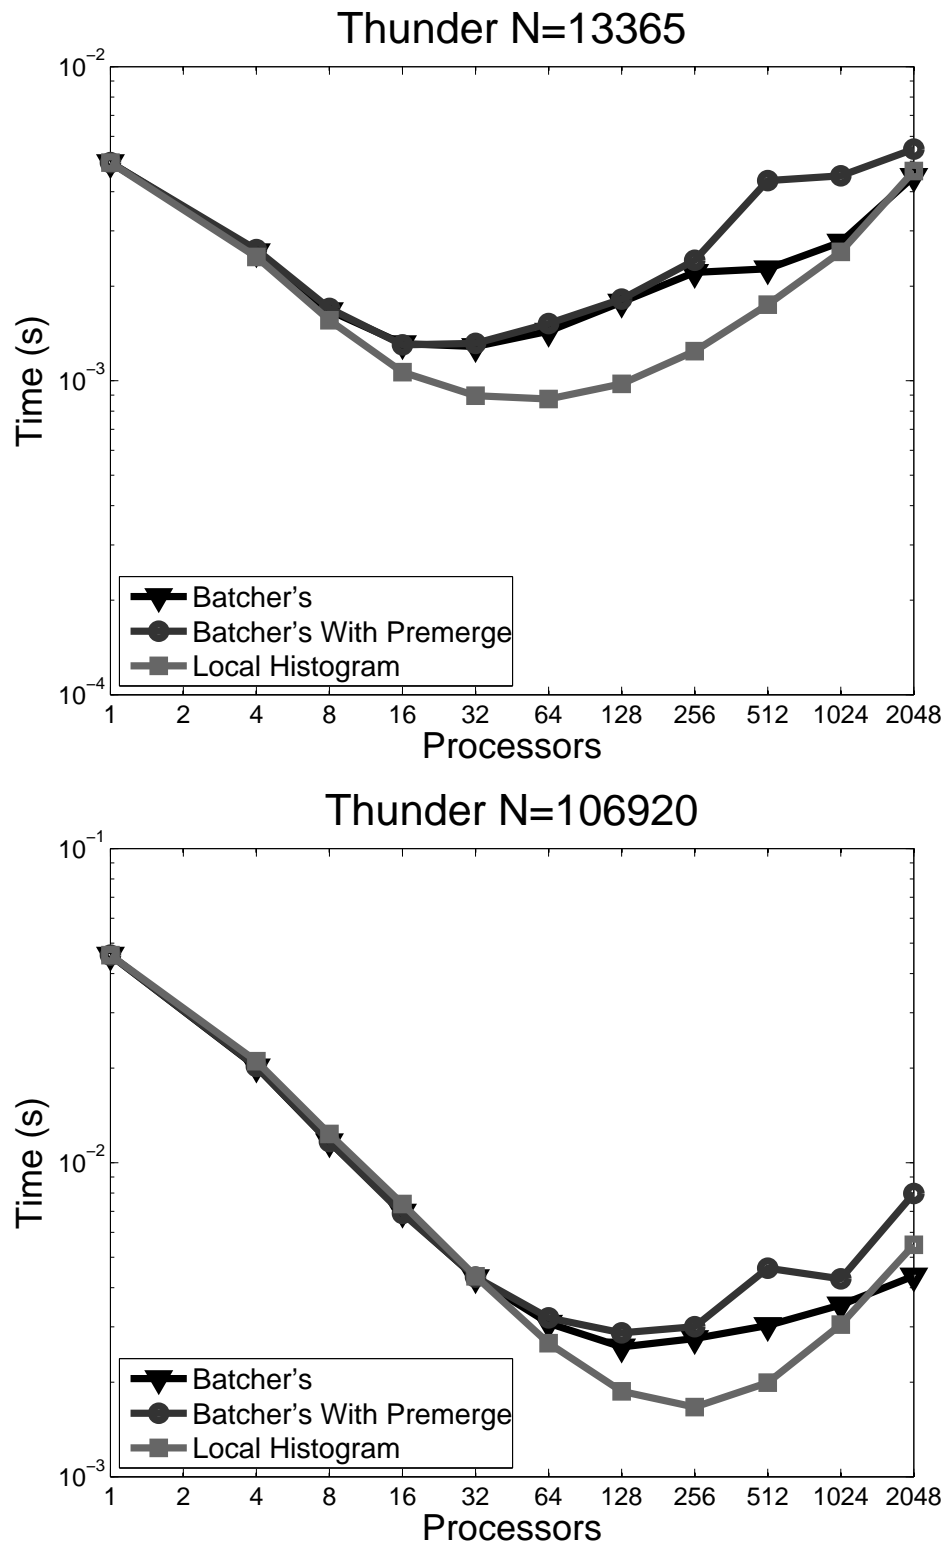 Thunder N=13365
10−2
10−3
10−4
Time (s)
Batcher's
Batcher's With Premerge
Local Histogram
1 2 4 8 16 32 64 128 256 512 1024 2048
Processors
Thunder N=106920
10−1
10−2
10−3
Time (s)
Batcher's
Batcher's With Premerge
Local Histogram
1 2 4 8 16 32 64 128 256 512 1024 2048
Processors